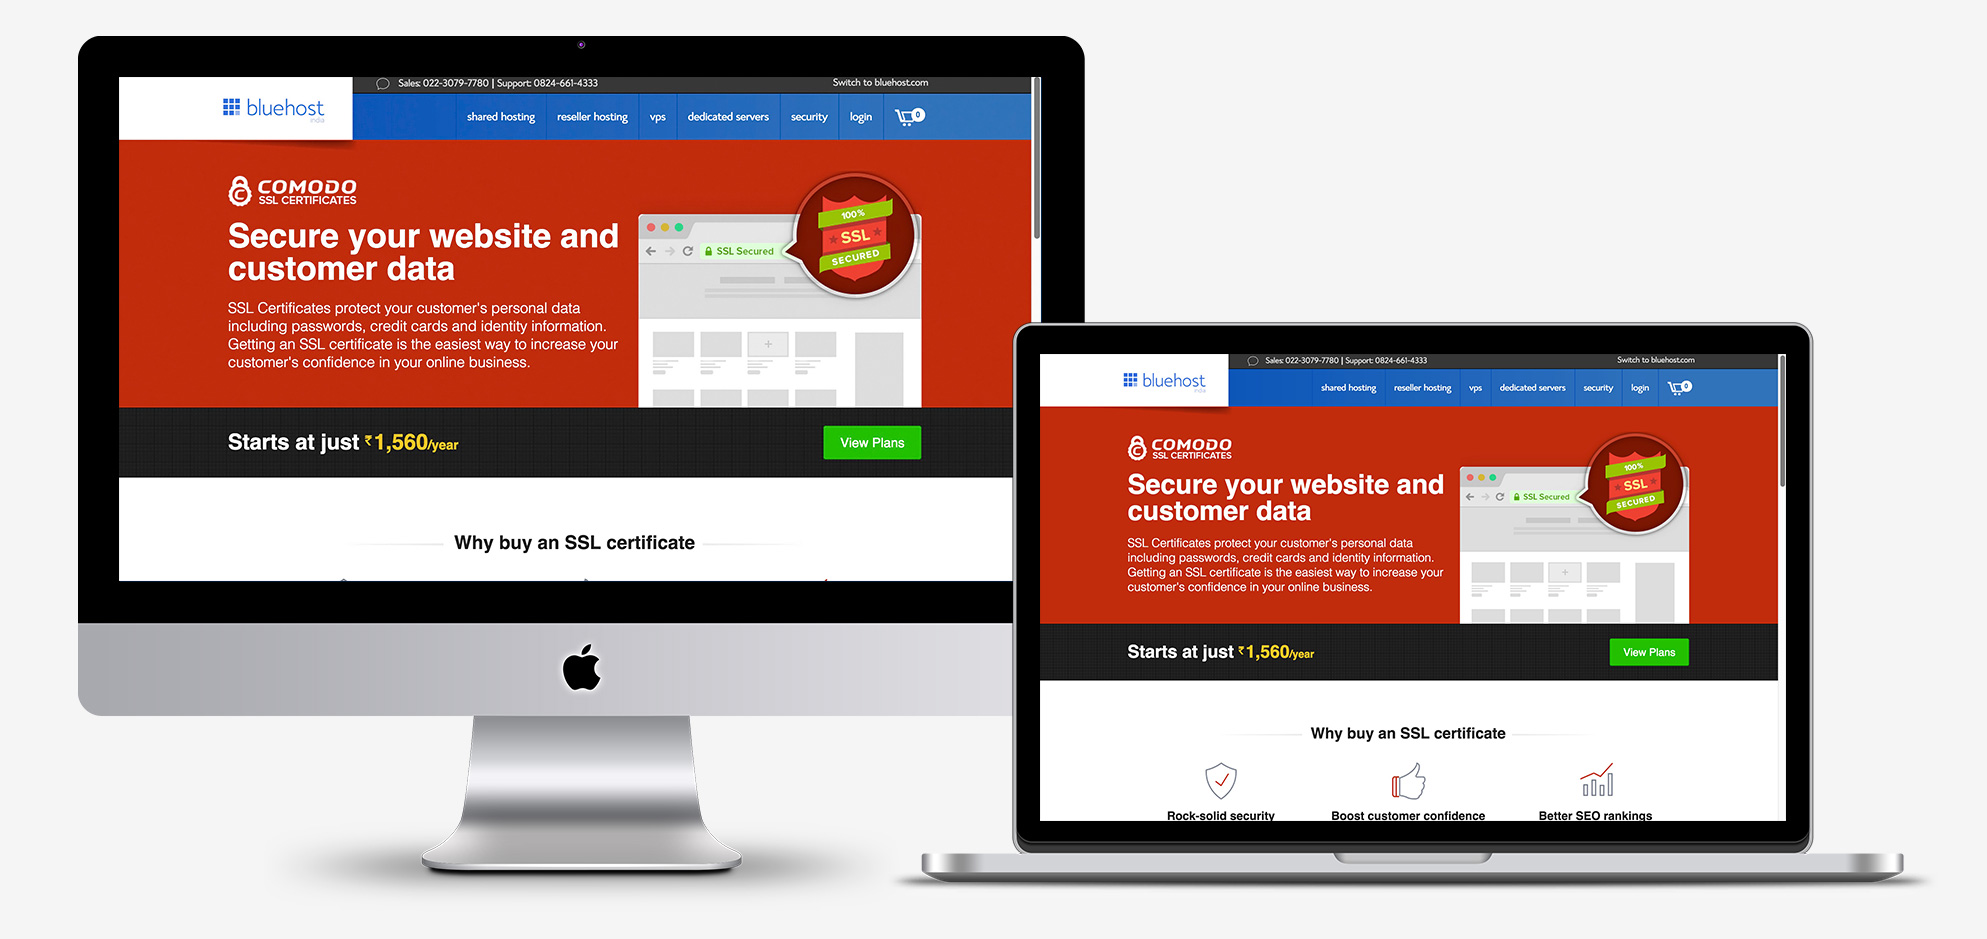 Sales: 022-3079-7780 | Support: 0824-661-4333
Switch to bluehost.com
bluehost
india
shared hosting
reseller hosting
vps
dedicated servers
security
login
0
COMODO
SSL CERTIFICATES
Secure your website and
customer data
SSL Certificates protect your customer's personal data
including passwords, credit cards and identity information.
Getting an SSL certificate is the easiest way to increase your
customer's confidence in your online business.
SSL Secured
100%
SSL
SECURED
Starts at just ₹1,560/year
View Plans
Why buy an SSL certificate
Sales: 022-3079-7780 | Support: 0824-661-4333
Switch to bluehost.com
bluehost
india
shared hosting
reseller hosting
vps
dedicated servers
security
login
0
COMODO
SSL CERTIFICATES
Secure your website and
customer data
SSL Certificates protect your customer's personal data
including passwords, credit cards and identity information.
Getting an SSL certificate is the easiest way to increase your
customer's confidence in your online business.
SSL Secured
100%
SSL
SECURED
Starts at just ₹1,560/year
View Plans
Why buy an SSL certificate
Rock-solid security
Boost customer confidence
Better SEO rankings